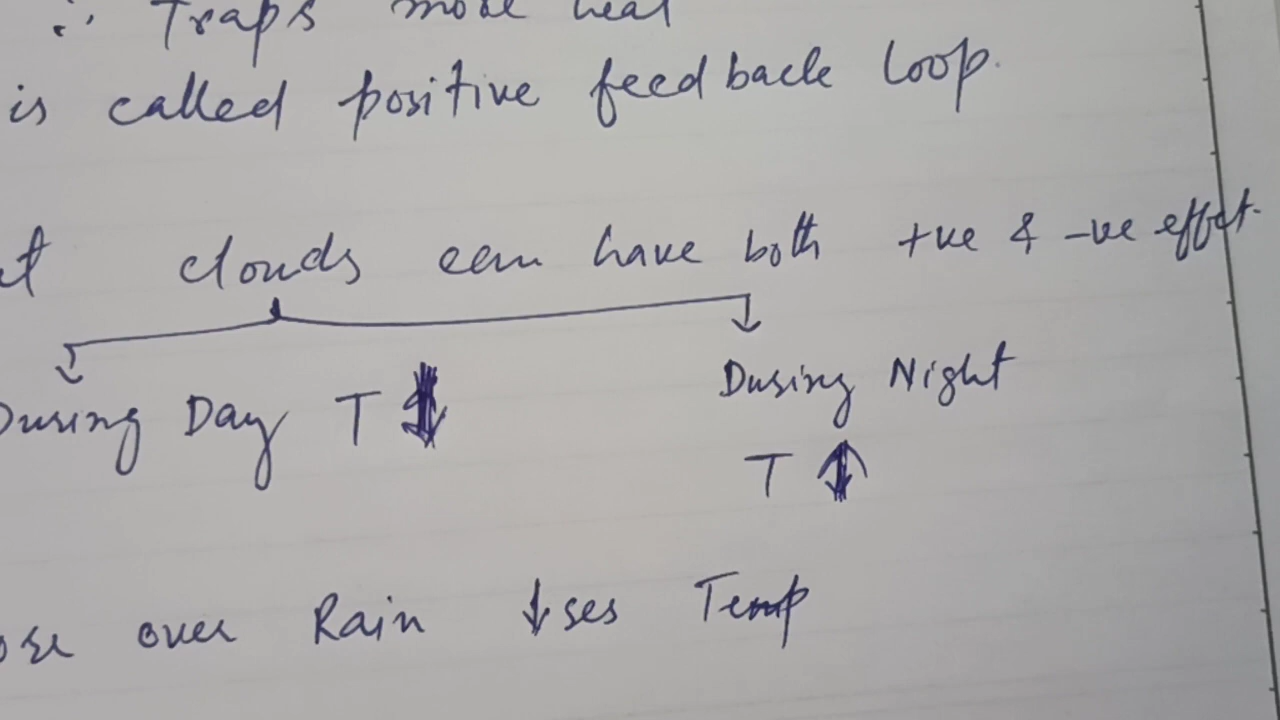 ∴ Traps more heat
is called positive feedback loop.
clouds can have both +ve & -ve effect.
During Day T ↓
During Night
T ↑
over Rain ↓ses Temp